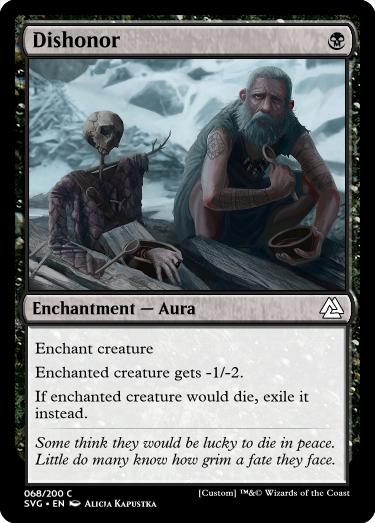 Dishonor
Enchantment — Aura
Enchant creature
Enchanted creature gets -1/-2.
If enchanted creature would die, exile it
instead.
Some think they would be lucky to die in peace.
Little do many know how grim a fate they face.
068/200 C
SVG • EN Alicja Kapustka
[Custom] ™&© Wizards of the Coast